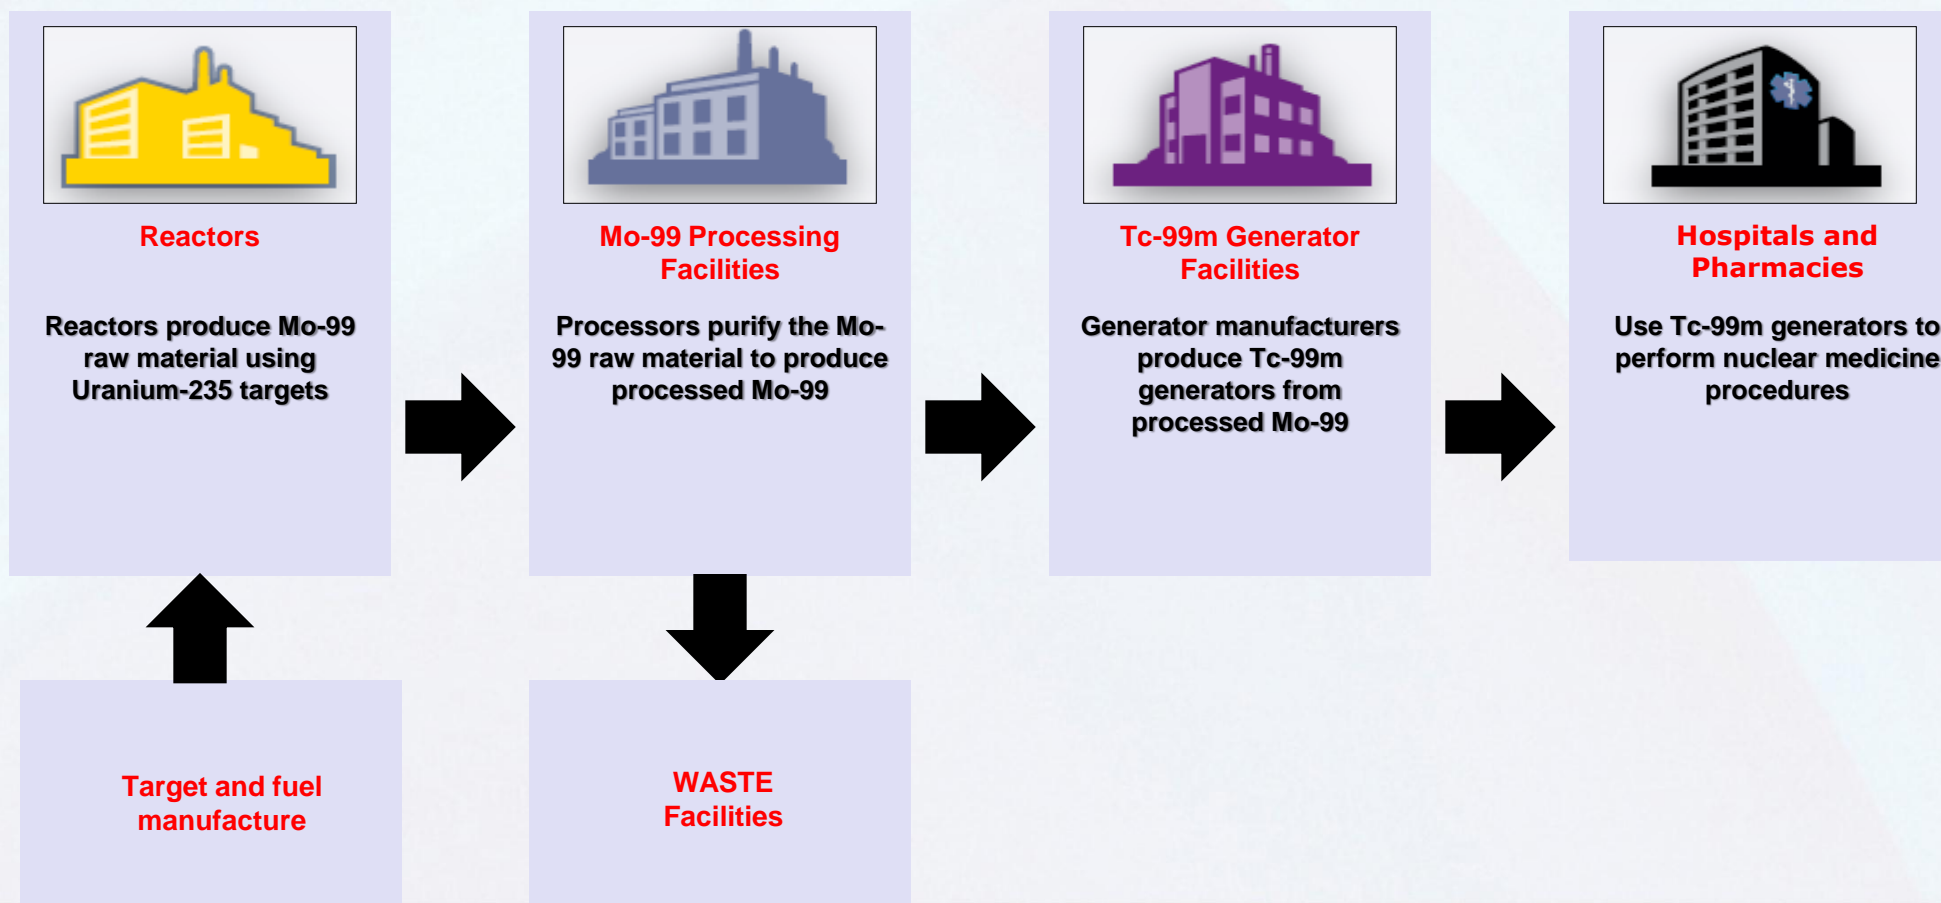 Reactors
Reactors produce Mo-99
raw material using
Uranium-235 targets
Mo-99 Processing
Facilities
Processors purify the Mo-
99 raw material to produce
processed Mo-99
Tc-99m Generator
Facilities
Generator manufacturers
produce Tc-99m
generators from
processed Mo-99
Hospitals and
Pharmacies
Use Tc-99m generators to
perform nuclear medicine
procedures
Target and fuel
manufacture
WASTE
Facilities